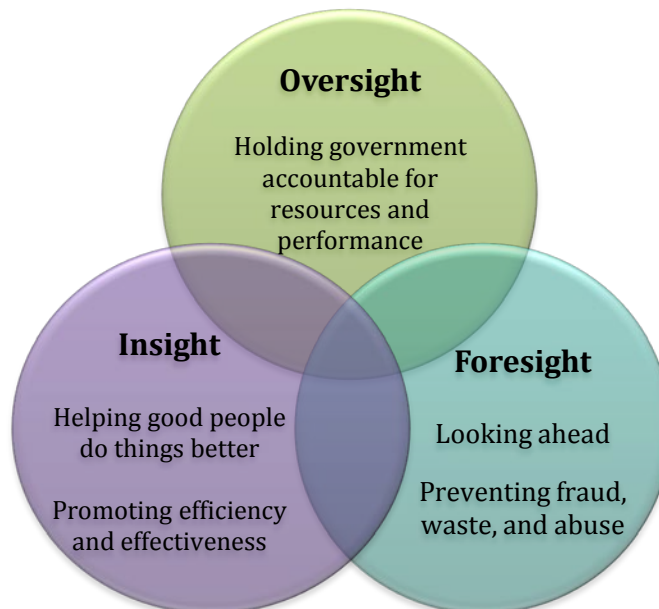 Oversight
Holding government
accountable for
resources and
performance
Insight
Helping good people
do things better
Promoting efficiency
and effectiveness
Foresight
Looking ahead
Preventing fraud,
waste, and abuse